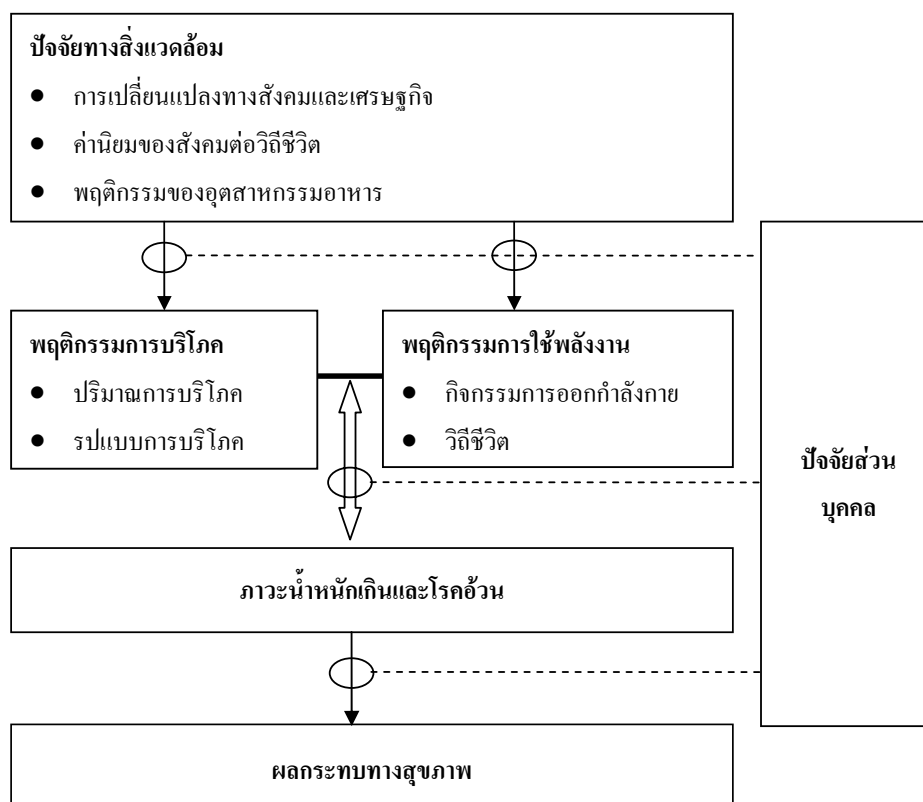 ปัจจัยทางสิ่งแวดล้อม
● การเปลี่ยนแปลงทางสังคมและเศรษฐกิจ
● ค่านิยมของสังคมต่อวิถีชีวิต
● พฤติกรรมของอุตสาหกรรมอาหาร
พฤติกรรมการบริโภค
● ปริมาณการบริโภค
● รปแบบการบริโภค
พฤติกรรมการใช้พลังงาน
● กิจกรรมการออกกำลังกาย
● วิถีชีวิต
ปัจจัยส่วน
บุคคล
ภาวะน้ำหนักเกินและโรคอ้วน
ผลกระทบทางสุขภาพ